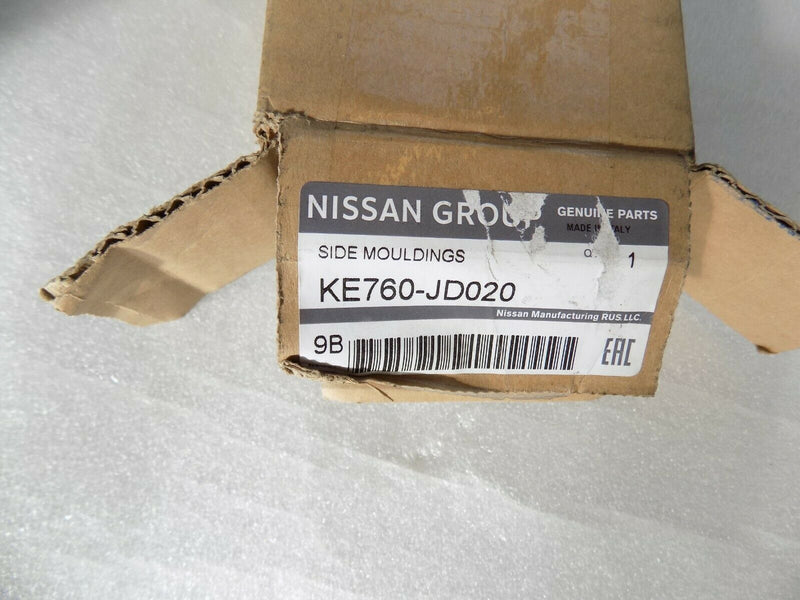 NISSAN GROUP GENUINE PARTS
MADE IN ITALY
SIDE MOULDINGS 1
KE760-JD020
Nissan Manufacturing RUS.LLC.
9B EAC